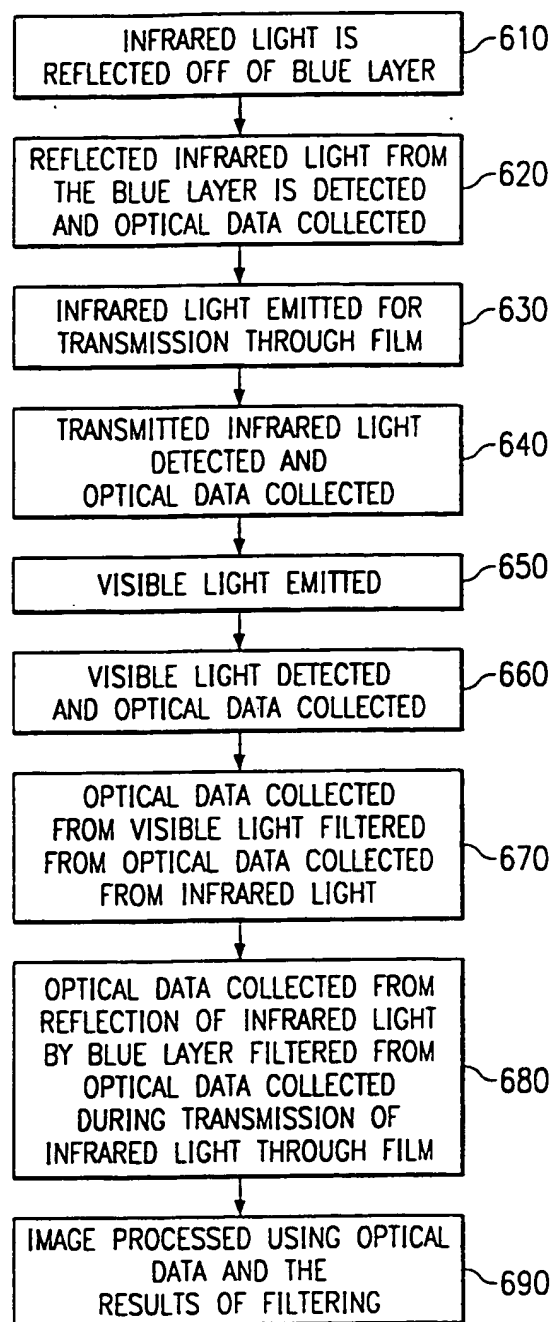 INFRARED LIGHT IS
REFLECTED OFF OF BLUE LAYER
610
REFLECTED INFRARED LIGHT FROM
THE BLUE LAYER IS DETECTED
AND OPTICAL DATA COLLECTED
620
INFRARED LIGHT EMITTED FOR
TRANSMISSION THROUGH FILM
630
TRANSMITTED INFRARED LIGHT
DETECTED AND
OPTICAL DATA COLLECTED
640
VISIBLE LIGHT EMITTED
650
VISIBLE LIGHT DETECTED
AND OPTICAL DATA COLLECTED
660
OPTICAL DATA COLLECTED
FROM VISIBLE LIGHT FILTERED
FROM OPTICAL DATA COLLECTED
FROM INFRARED LIGHT
670
OPTICAL DATA COLLECTED FROM
REFLECTION OF INFRARED LIGHT
BY BLUE LAYER FILTERED FROM
OPTICAL DATA COLLECTED
DURING TRANSMISSION OF
INFRARED LIGHT THROUGH FILM
680
IMAGE PROCESSED USING OPTICAL
DATA AND THE
RESULTS OF FILTERING
690